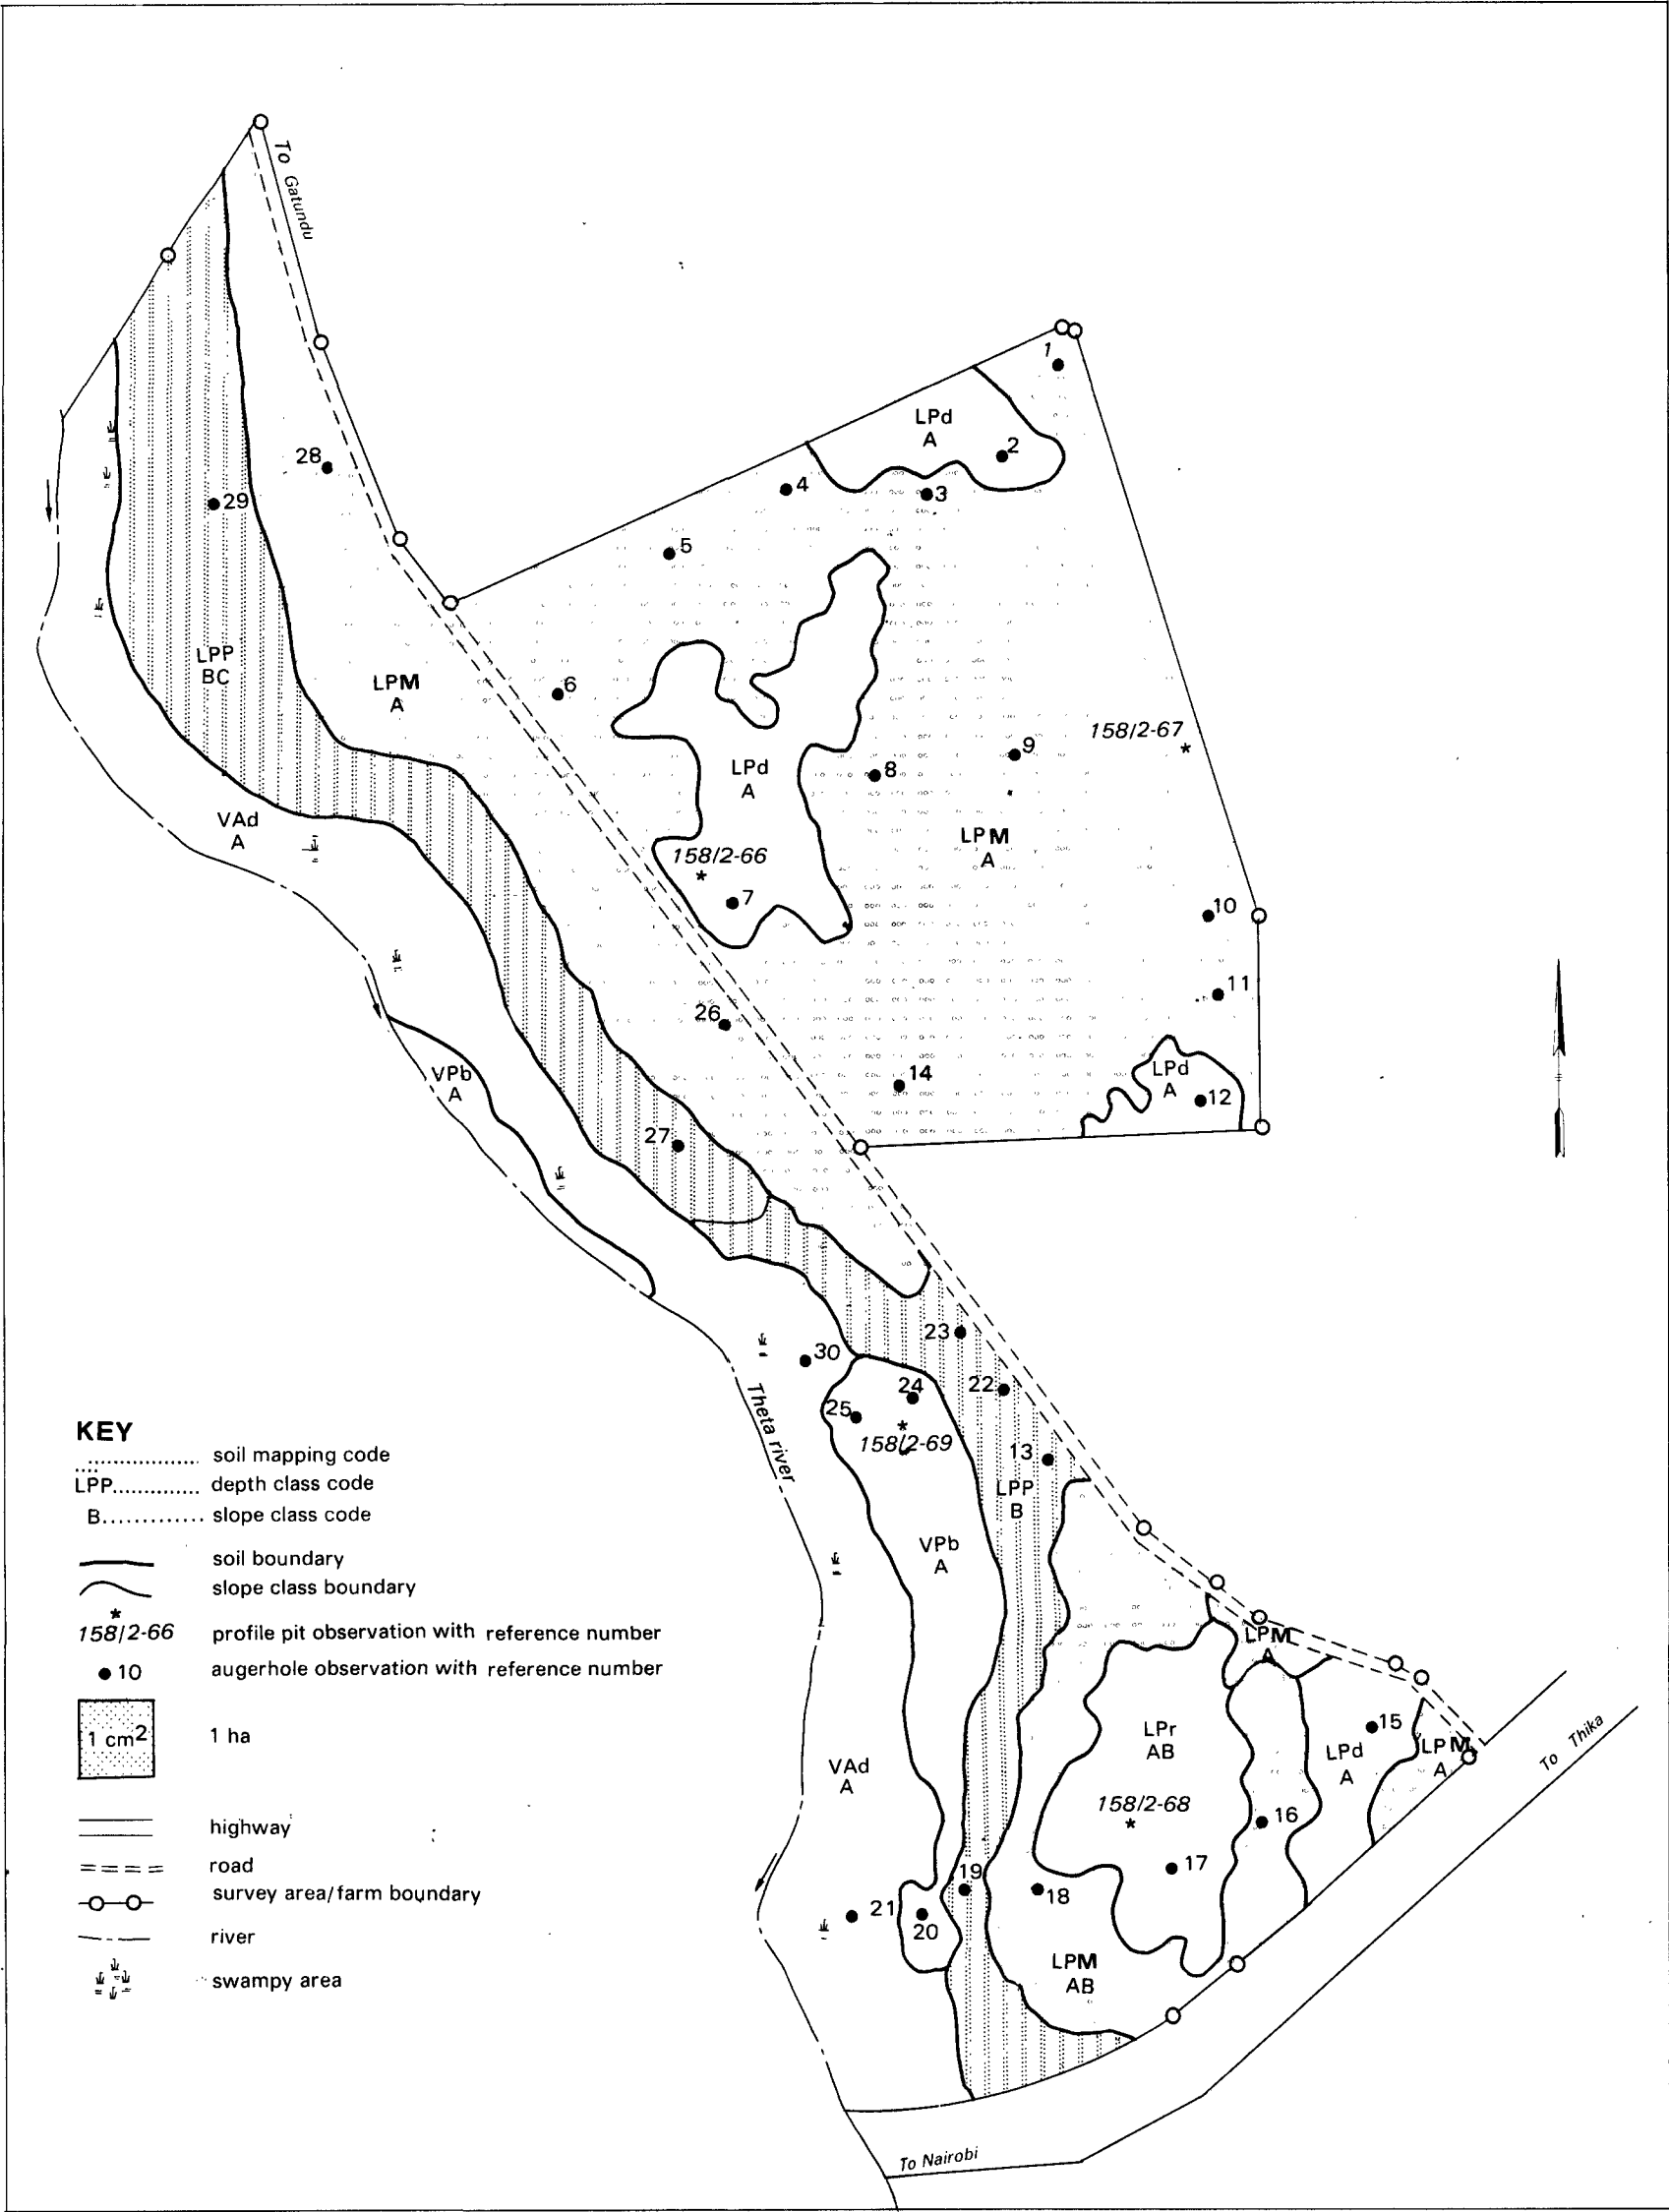 To Gatundu
1
LPd
A
2
28
4
3
29
5
LPP
BC
LPM
A
6
158/2-67
9
LPd
A
8
VAd
A
LPM
A
158/2-66
7
10
11
26
VPb
A
14
LPd
A
12
27
23
30
22
24
25
Theta river
158/2-69
13
LPP
B
VPb
A
LPM
A
15
LPr
AB
LPd
A
LPM
A
To Thika
VAd
A
158/2-68
16
17
19
18
21
20
LPM
AB
To Nairobi
KEY
soil mapping code
LPP.............. depth class code
B............. slope class code
soil boundary
slope class boundary
158/2-66 profile pit observation with reference number
10 augerhole observation with reference number
1 cm2 1 ha
highway
road
survey area/farm boundary
river
swampy area